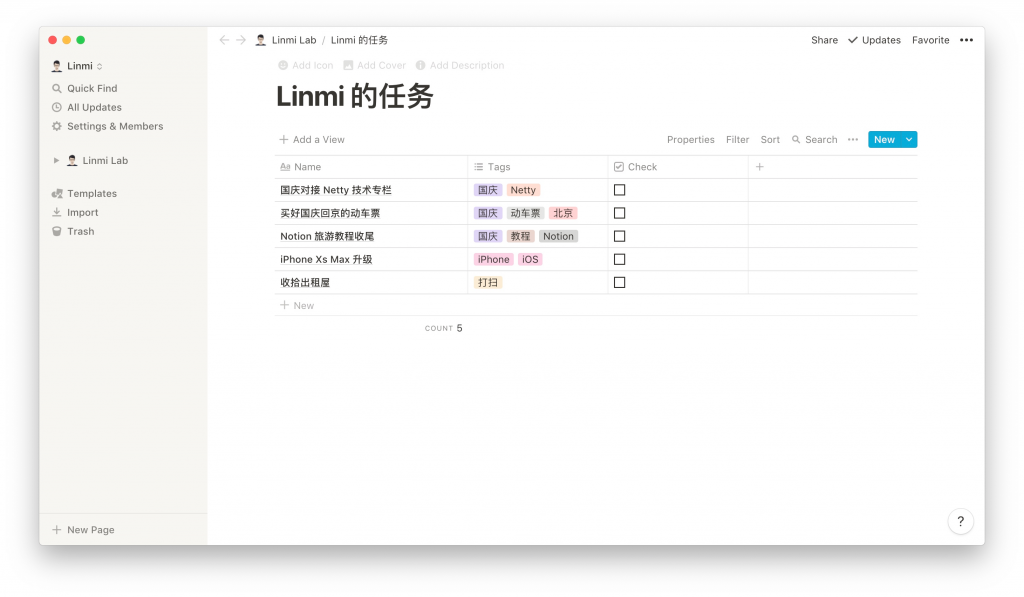 Linmi
Quick Find
All Updates
Settings & Members
Linmi Lab
Templates
Import
Trash
New Page
Linmi Lab / Linmi 的任务
Share Updates Favorite •••
Add Icon Add Cover Add Description
Linmi 的任务
Add a View
Properties Filter Sort Search ••• New
Name Tags Check
国庆对接 Netty 技术专栏 国庆 Netty
买好国庆回京的动车票 国庆 动车票 北京
Notion 旅游教程收尾 国庆 教程 Notion
iPhone Xs Max 升级 iPhone iOS
收拾出租屋 打扫
New
COUNT 5
?